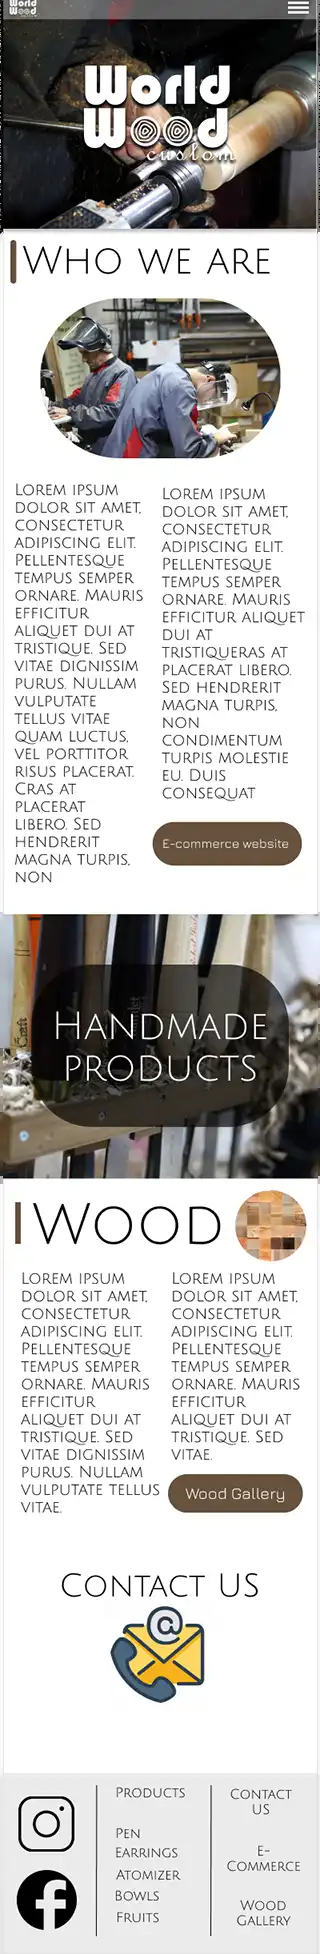 World
Wood
World
Wood
custom
Who we are
Lorem ipsum
dolor sit amet,
consectetur
adipiscing elit.
Pellentesque
tempus semper
ornare. Mauris
efficitur
aliquet dui at
tristique. Sed
vitae dignissim
purus. Nullam
vulputate
tellus vitae
quam luctus,
vel porttitor
risus placerat.
Cras at
placerat
libero. Sed
hendrerit
magna turpis,
non
Lorem ipsum
dolor sit amet,
consectetur
adipiscing elit.
Pellentesque
tempus semper
ornare. Mauris
efficitur aliquet
dui at
tristiqueras at
placerat libero.
Sed hendrerit
magna turpis,
non
condimentum
turpis molestie
eu. Duis
consequat
E-commerce website
Handmade
products
Wood
Lorem ipsum
dolor sit amet,
consectetur
adipiscing elit.
Pellentesque
tempus semper
ornare. Mauris
efficitur
aliquet dui at
tristique. Sed
vitae dignissim
purus. Nullam
vulputate tellus
vitae.
Lorem ipsum
dolor sit amet,
consectetur
adipiscing elit.
Pellentesque
tempus semper
ornare. Mauris
efficitur
aliquet dui at
tristique. Sed
vitae.
Wood Gallery
Contact US
@
Products
Pen
Earrings
Atomizer
Bowls
Fruits
Contact
us
E-
Commerce
Wood
Gallery